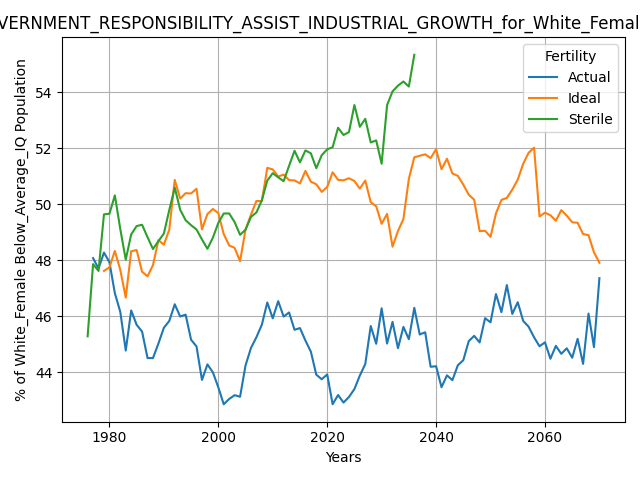 VERNMENT_RESPONSIBILITY_ASSIST_INDUSTRIAL_GROWTH_for_White_Femal
% of White_Female Below_Average_IQ Population
54
52
50
48
46
44
Fertility
Actual
Ideal
Sterile
1980 2000 2020 2040 2060
Years